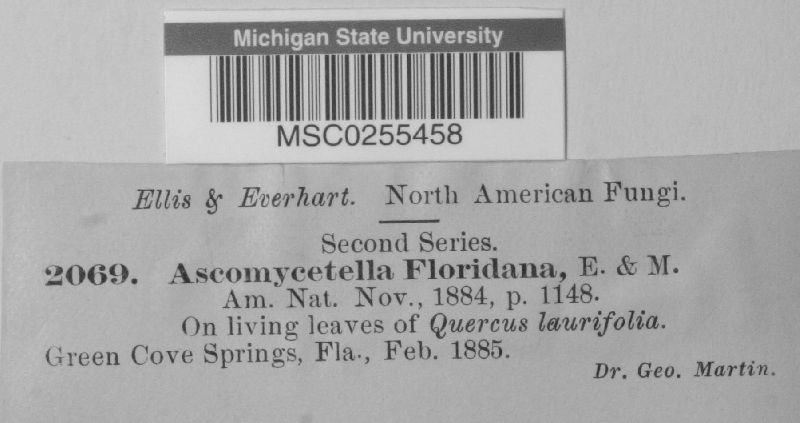 Michigan State University
MSC0255458
Ellis & Everhart. North American Fungi.
Second Series.
2069. Ascomycetella Floridana, E. & M.
Am. Nat. Nov., 1884, p. 1148.
On living leaves of Quercus laurifolia.
Green Cove Springs, Fla., Feb. 1885.
Dr. Geo. Martin.